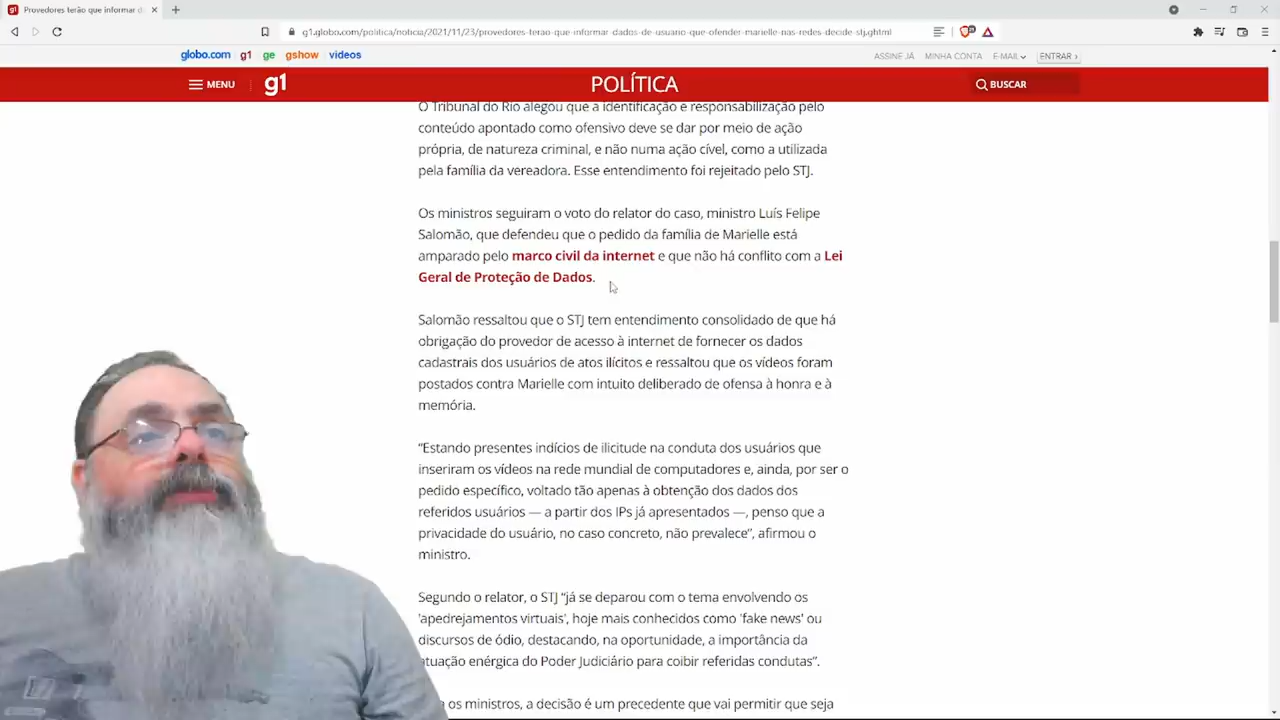 g1 Provedores terão que informar d
g1.globo.com/politica/noticia/2021/11/23/provedores-terao-que-informar-dados-de-usuario-que-ofender-marielle-nas-redes-decide-stj.ghtml
globo.com g1 ge gshow videos
ASSINE JÁ MINHA CONTA E-MAIL ENTRAR ›
MENU g1 POLÍTICA BUSCAR
O Tribunal do Rio alegou que a identificação e responsabilização pelo
conteúdo apontado como ofensivo deve se dar por meio de ação
própria, de natureza criminal, e não numa ação cível, como a utilizada
pela família da vereadora. Esse entendimento foi rejeitado pelo STJ.
Os ministros seguiram o voto do relator do caso, ministro Luís Felipe
Salomão, que defendeu que o pedido da família de Marielle está
amparado pelo marco civil da internet e que não há conflito com a Lei
Geral de Proteção de Dados.
Salomão ressaltou que o STJ tem entendimento consolidado de que há
obrigação do provedor de acesso à internet de fornecer os dados
cadastrais dos usuários de atos ilícitos e ressaltou que os vídeos foram
postados contra Marielle com intuito deliberado de ofensa à honra e à
memória.
“Estando presentes indícios de ilicitude na conduta dos usuários que
inseriram os vídeos na rede mundial de computadores e, ainda, por ser o
pedido específico, voltado tão apenas à obtenção dos dados dos
referidos usuários — a partir dos IPs já apresentados —, penso que a
privacidade do usuário, no caso concreto, não prevalece”, afirmou o
ministro.
Segundo o relator, o STJ “já se deparou com o tema envolvendo os
'apedrejamentos virtuais', hoje mais conhecidos como 'fake news' ou
discursos de ódio, destacando, na oportunidade, a importância da
atuação enérgica do Poder Judiciário para coibir referidas condutas”.
os ministros, a decisão é um precedente que vai permitir que seja